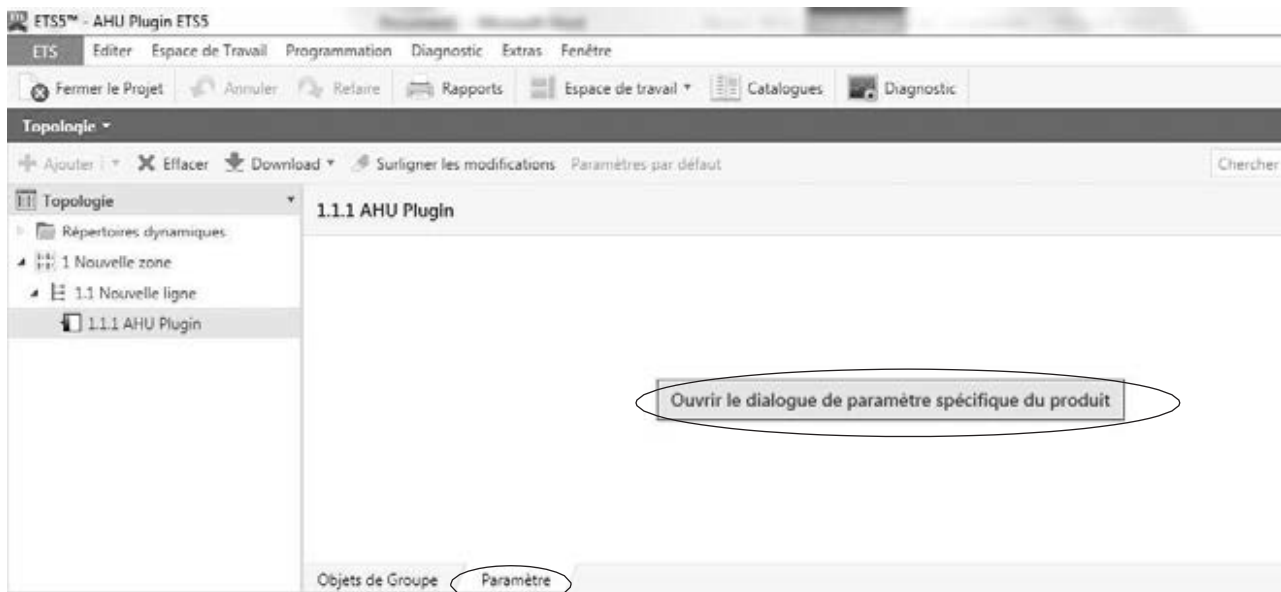 ETS5™ - AHU Plugin ETS5
ETS Editer Espace de Travail Programmation Diagnostic Extras Fenêtre
Fermer le Projet Annuler Refaire Rapports Espace de travail Catalogues Diagnostic
Topologie
Ajouter Effacer Download Surligner les modifications Paramètres par défaut Chercher
Topologie
1.1.1 AHU Plugin
Répertoires dynamiques
1 Nouvelle zone
1.1 Nouvelle ligne
1.1.1 AHU Plugin
Ouvrir le dialogue de paramètre spécifique du produit
Objets de Groupe Paramètre